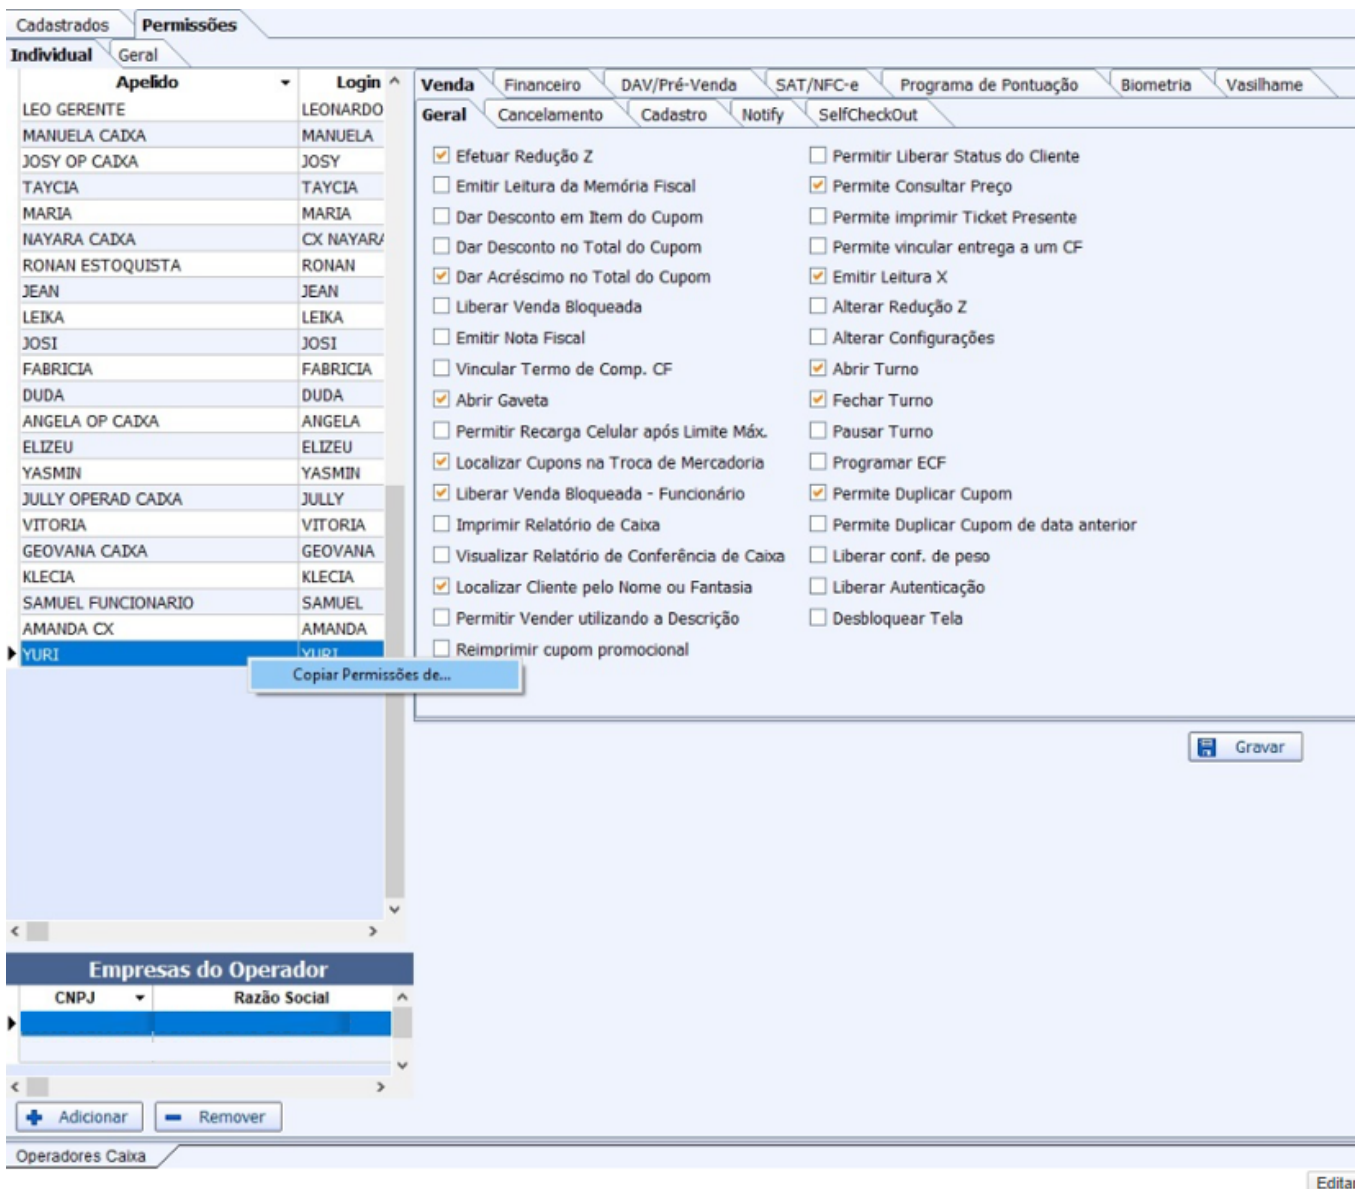 Cadastrados Permissões
Individual Geral
Apelido Login
LEO GERENTE LEONARDO
MANUELA CAIXA MANUELA
JOSY OP CAIXA JOSY
TAYCIA TAYCIA
MARIA MARIA
NAYARA CAIXA CX NAYARA
RONAN ESTOQUISTA RONAN
JEAN JEAN
LEIKA LEIKA
JOSI JOSI
FABRICIA FABRICIA
DUDA DUDA
ANGELA OP CAIXA ANGELA
ELIZEU ELIZEU
YASMIN YASMIN
JULLY OPERAD CAIXA JULLY
VITORIA VITORIA
GEOVANA CAIXA GEOVANA
KLECIA KLECIA
SAMUEL FUNCIONARIO SAMUEL
AMANDA CX AMANDA
YURI YURI
Copiar Permissões de...
Venda Financeiro DAV/Pré-Venda SAT/NFC-e Programa de Pontuação Biometria Vasilhame
Geral Cancelamento Cadastro Notify SelfCheckOut
Efetuar Redução Z
Emitir Leitura da Memória Fiscal
Dar Desconto em Item do Cupom
Dar Desconto no Total do Cupom
Dar Acréscimo no Total do Cupom
Liberar Venda Bloqueada
Emitir Nota Fiscal
Vincular Termo de Comp. CF
Abrir Gaveta
Permitir Recarga Celular após Limite Máx.
Localizar Cupons na Troca de Mercadoria
Liberar Venda Bloqueada - Funcionário
Imprimir Relatório de Caixa
Visualizar Relatório de Conferência de Caixa
Localizar Cliente pelo Nome ou Fantasia
Permitir Vender utilizando a Descrição
Reimprimir cupom promocional
Permitir Liberar Status do Cliente
Permite Consultar Preço
Permite imprimir Ticket Presente
Permite vincular entrega a um CF
Emitir Leitura X
Alterar Redução Z
Alterar Configurações
Abrir Turno
Fechar Turno
Pausar Turno
Programar ECF
Permite Duplicar Cupom
Permite Duplicar Cupom de data anterior
Liberar conf. de peso
Liberar Autenticação
Desbloquear Tela
Gravar
Empresas do Operador
CNPJ Razão Social
Adicionar Remover
Operadores Caixa
Editar